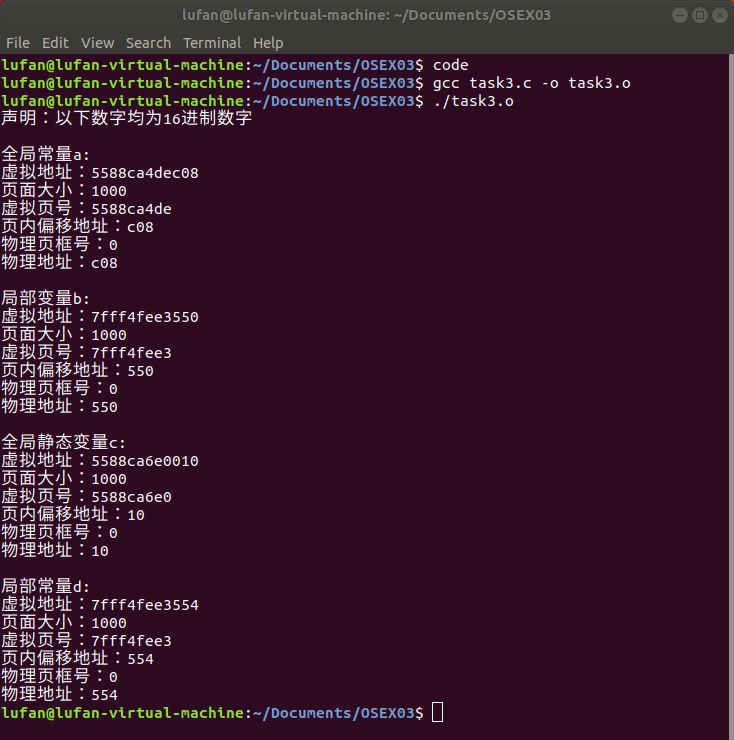 lufan@lufan-virtual-machine: ~/Documents/OSEX03
File Edit View Search Terminal Help
lufan@lufan-virtual-machine:~/Documents/OSEX03$ code
lufan@lufan-virtual-machine:~/Documents/OSEX03$ gcc task3.c -o task3.o
lufan@lufan-virtual-machine:~/Documents/OSEX03$ ./task3.o
声明：以下数字均为16进制数字
全局常量a:
虚拟地址：5588ca4dec08
页面大小：1000
虚拟页号：5588ca4de
页内偏移地址：c08
物理页框号：0
物理地址：c08
局部变量b:
虚拟地址：7fff4fee3550
页面大小：1000
虚拟页号：7fff4fee3
页内偏移地址：550
物理页框号：0
物理地址：550
全局静态变量c:
虚拟地址：5588ca6e0010
页面大小：1000
虚拟页号：5588ca6e0
页内偏移地址：10
物理页框号：0
物理地址：10
局部常量d:
虚拟地址：7fff4fee3554
页面大小：1000
虚拟页号：7fff4fee3
页内偏移地址：554
物理页框号：0
物理地址：554
lufan@lufan-virtual-machine:~/Documents/OSEX03$